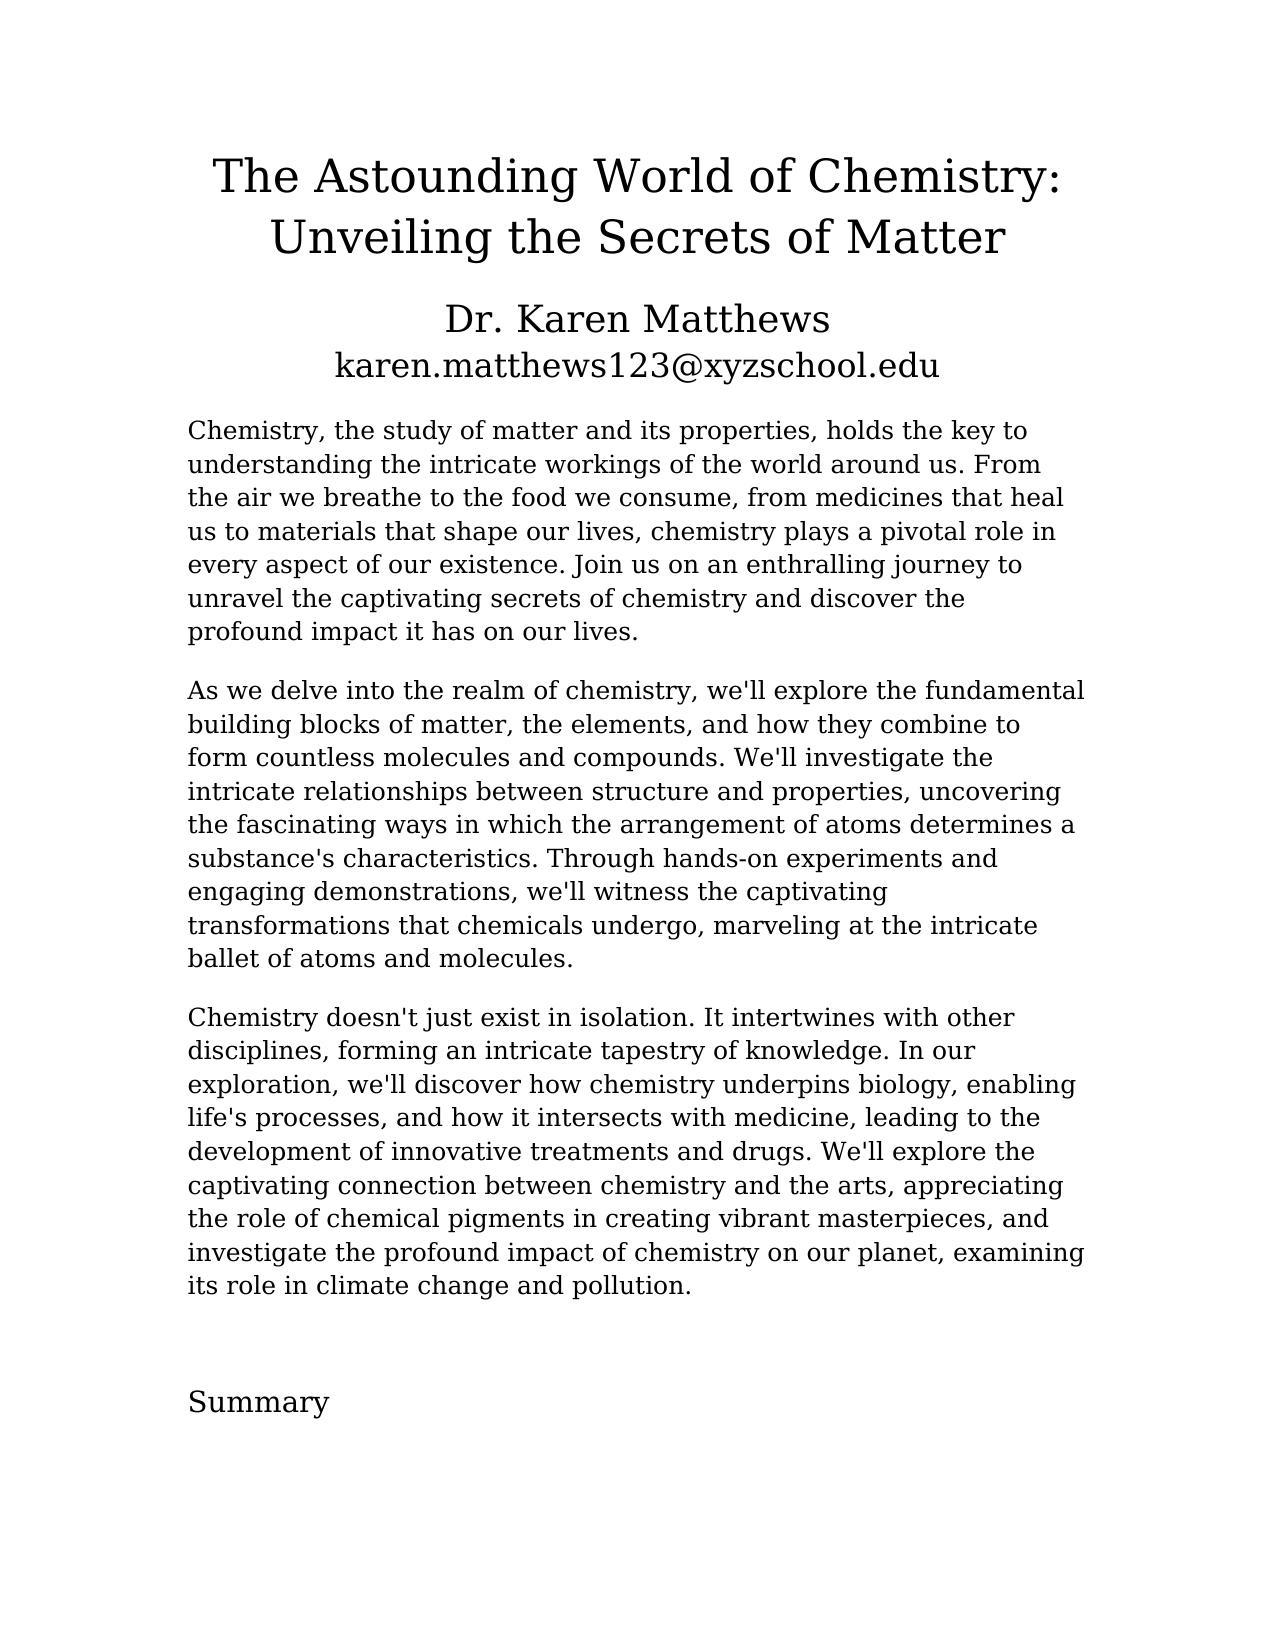 The Astounding World of Chemistry:
Unveiling the Secrets of Matter
Dr. Karen Matthews
karen.matthews123@xyzschool.edu
Chemistry, the study of matter and its properties, holds the key to
understanding the intricate workings of the world around us. From
the air we breathe to the food we consume, from medicines that heal
us to materials that shape our lives, chemistry plays a pivotal role in
every aspect of our existence. Join us on an enthralling journey to
unravel the captivating secrets of chemistry and discover the
profound impact it has on our lives.
As we delve into the realm of chemistry, we'll explore the fundamental
building blocks of matter, the elements, and how they combine to
form countless molecules and compounds. We'll investigate the
intricate relationships between structure and properties, uncovering
the fascinating ways in which the arrangement of atoms determines a
substance's characteristics. Through hands-on experiments and
engaging demonstrations, we'll witness the captivating
transformations that chemicals undergo, marveling at the intricate
ballet of atoms and molecules.
Chemistry doesn't just exist in isolation. It intertwines with other
disciplines, forming an intricate tapestry of knowledge. In our
exploration, we'll discover how chemistry underpins biology, enabling
life's processes, and how it intersects with medicine, leading to the
development of innovative treatments and drugs. We'll explore the
captivating connection between chemistry and the arts, appreciating
the role of chemical pigments in creating vibrant masterpieces, and
investigate the profound impact of chemistry on our planet, examining
its role in climate change and pollution.
Summary